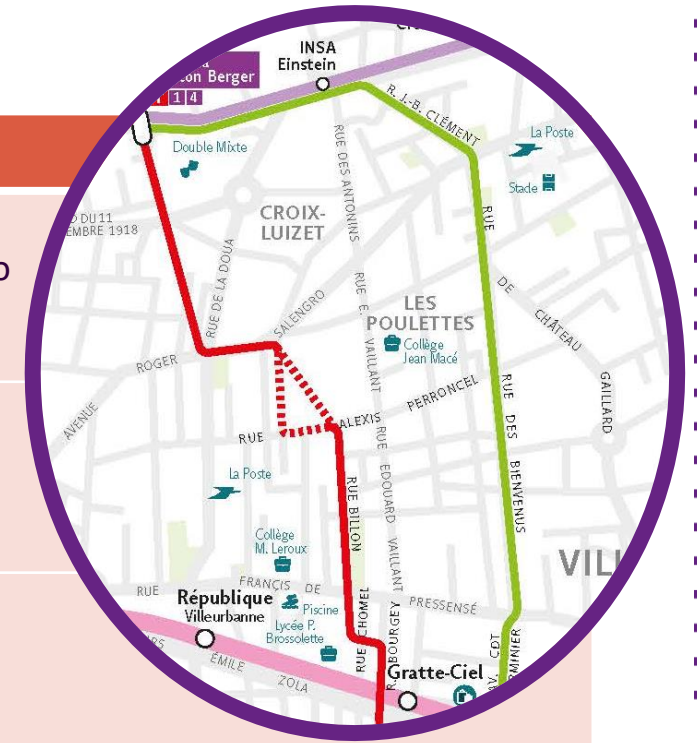 INSA
Einstein
on Berger
1 4
R. J.-B. CLÉMENT
La Poste
Double Mixte
Stade
RUE DES ANTONINS
CROIX-
LUIZET
DU 11
EMBRE 1918
RUE
RUE DE LA DOUA
DE
CHÂTEAU
GAILLARD
SALENGRO
RUE E. VAILLANT
LES
POULETTES
Collège
Jean Macé
ROGER
AVENUE
PERRONCEL
ALEXIS
RUE
RUE DES BIENVENUS
RUE EDOUARD VAILLANT
La Poste
RUE BILLON
Collège
M. Leroux
VIL
RUE
FRANCIS DE
PRESSENSÉ
République
Villeurbanne
Piscine
Lycée P.
Brossolette
RUE CHOMEL
BOURGEY
CDT
RMINIER
ÉMILE
ZOLA
Gratte-Ciel